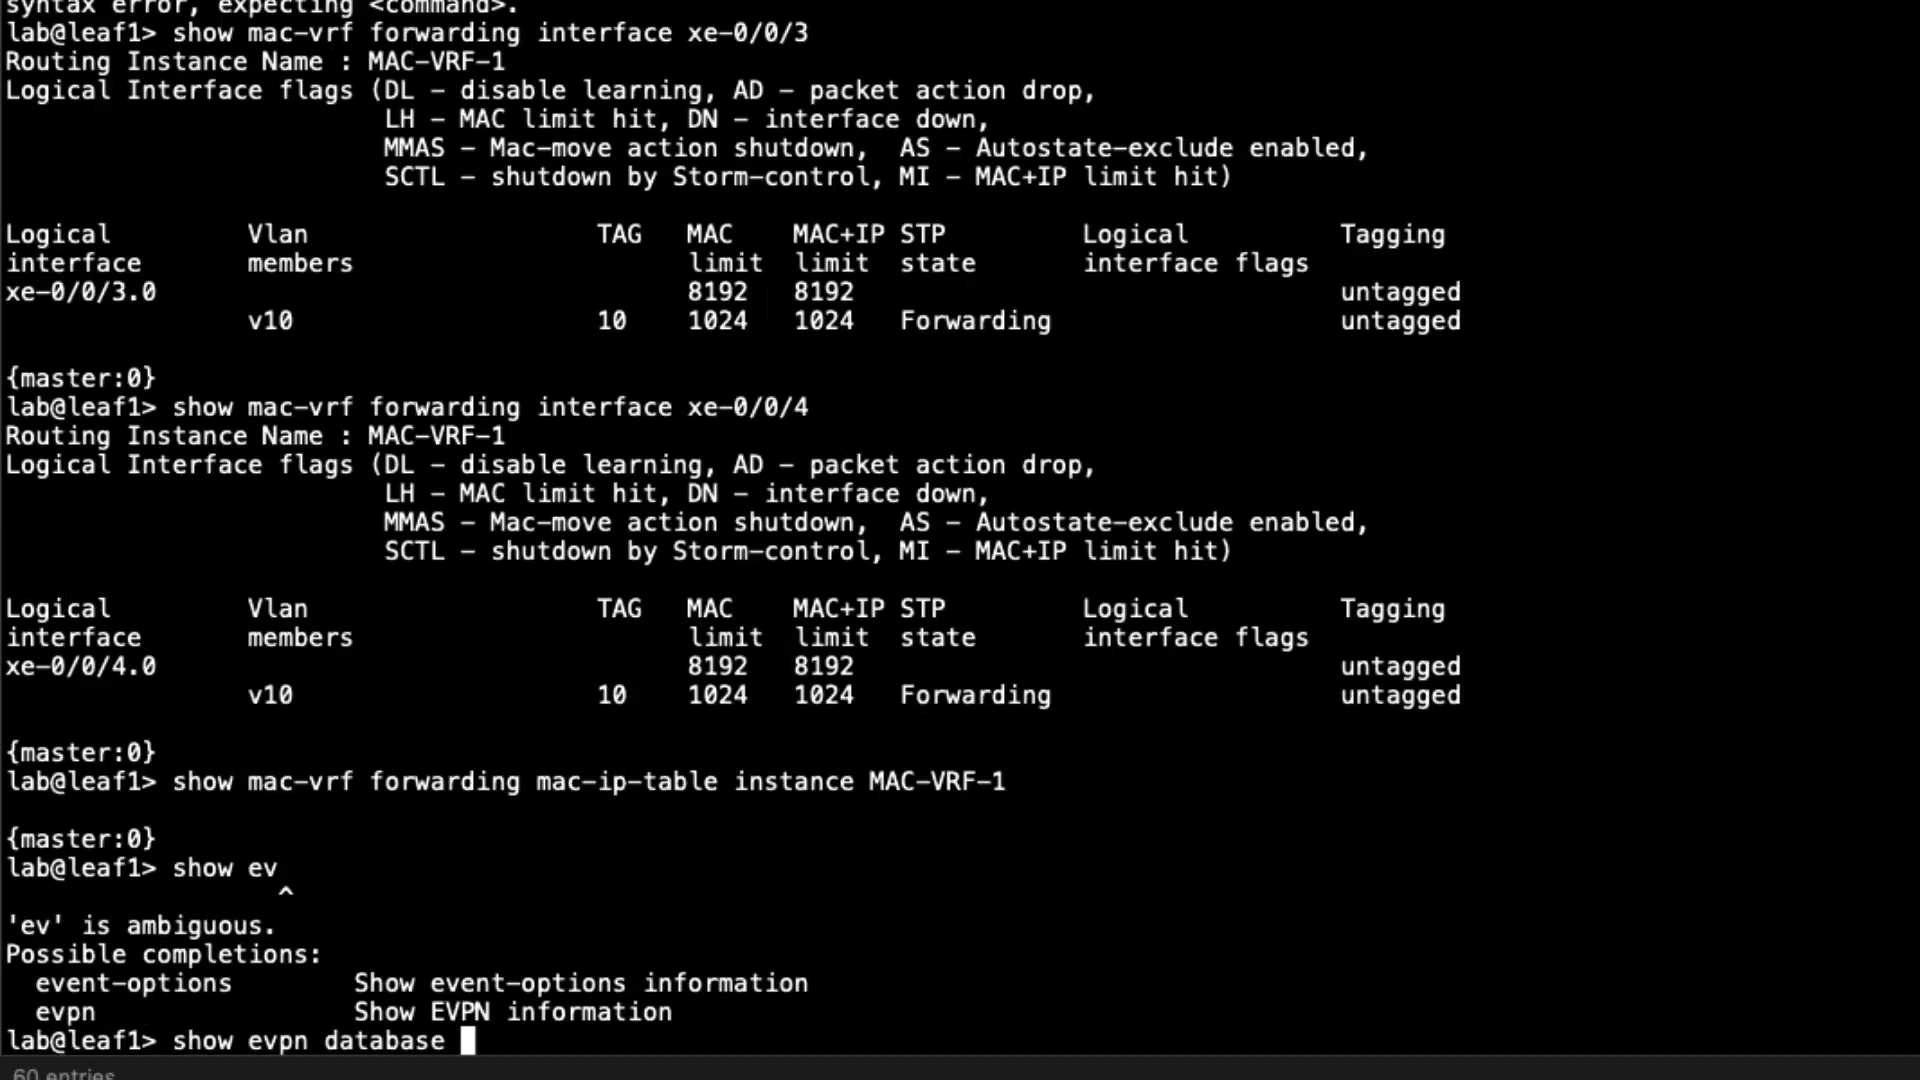 syntax error, expecting <command>.
lab@leaf1> show mac-vrf forwarding interface xe-0/0/3
Routing Instance Name : MAC-VRF-1
Logical Interface flags (DL - disable learning, AD - packet action drop,
LH - MAC limit hit, DN - interface down,
MMAS - Mac-move action shutdown,  AS - Autostate-exclude enabled,
SCTL - shutdown by Storm-control, MI - MAC+IP limit hit)
Logical Vlan TAG MAC MAC+IP STP Logical Tagging
interface members limit limit state interface flags
xe-0/0/3.0 8192 8192 untagged
v10 10 1024 1024 Forwarding untagged
{master:0}
lab@leaf1> show mac-vrf forwarding interface xe-0/0/4
Routing Instance Name : MAC-VRF-1
Logical Interface flags (DL - disable learning, AD - packet action drop,
LH - MAC limit hit, DN - interface down,
MMAS - Mac-move action shutdown,  AS - Autostate-exclude enabled,
SCTL - shutdown by Storm-control, MI - MAC+IP limit hit)
Logical Vlan TAG MAC MAC+IP STP Logical Tagging
interface members limit limit state interface flags
xe-0/0/4.0 8192 8192 untagged
v10 10 1024 1024 Forwarding untagged
{master:0}
lab@leaf1> show mac-vrf forwarding mac-ip-table instance MAC-VRF-1
{master:0}
lab@leaf1> show ev
^
'ev' is ambiguous.
Possible completions:
event-options Show event-options information
evpn Show EVPN information
lab@leaf1> show evpn database
60 entries